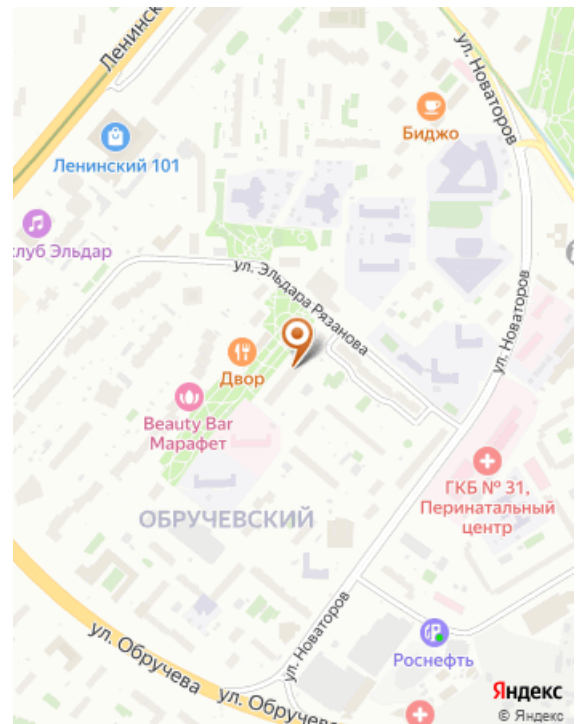 Ленинск
ул. Новаторов
Биджо
Ленинский 101
клуб Эльдар
ул. Эльдара Рязанова
ул. Новаторов
Двор
Beauty Bar
Марафет
ГКБ № 31,
Перинатальный
центр
ОБРУЧЕВСКИЙ
ул. Новаторов
Роснефть
ул. Обручева
ул. Обручев
Яндекс
© Яндекс